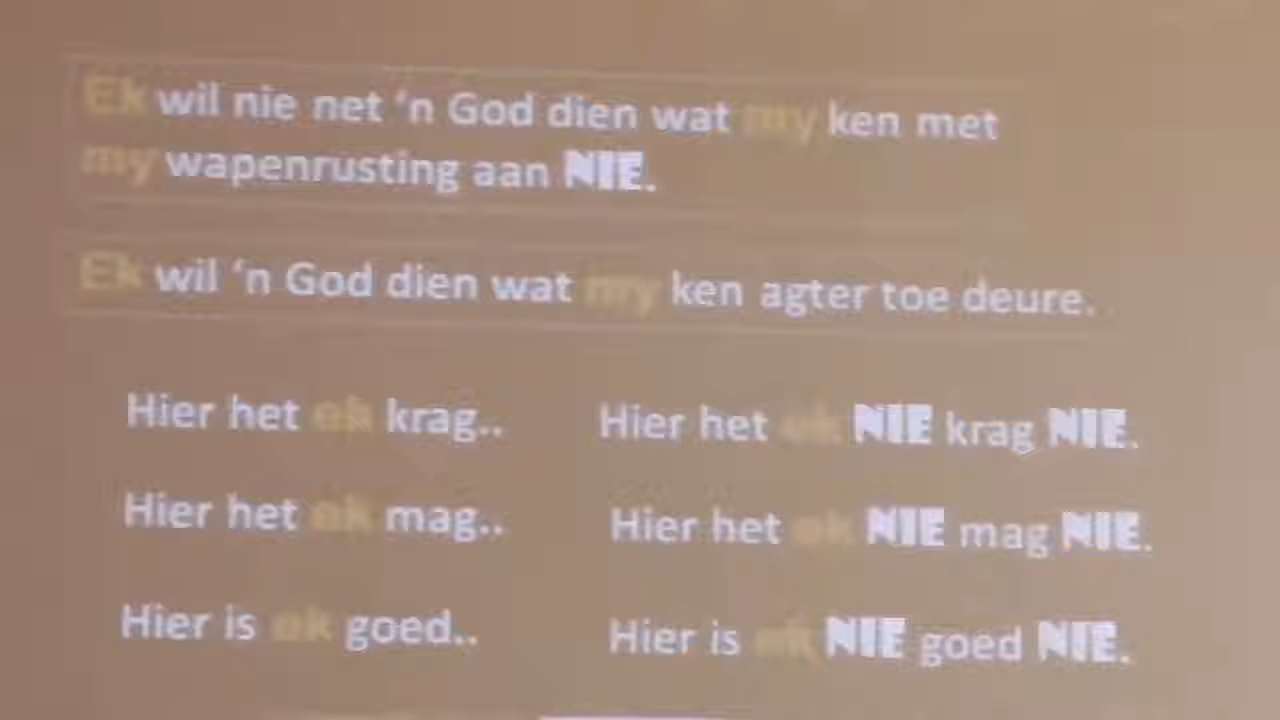 Ek wil nie net ‘n God dien wat my ken met
my wapenrusting aan NIE.
Ek wil ‘n God dien wat my ken agter toe deure.
Hier het ek krag.. Hier het ek NIE krag NIE.
Hier het ek mag.. Hier het ek NIE mag NIE.
Hier is ek goed.. Hier is ek NIE goed NIE.